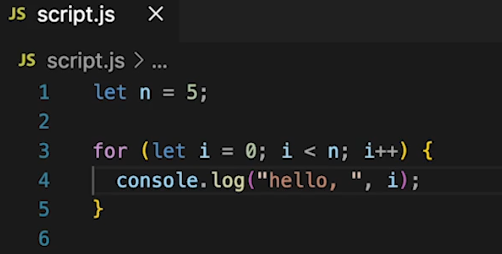 JS script.js ×
JS script.js > ...
1 let n = 5;
2
3 for (let i = 0; i < n; i++) {
4   console.log("hello, ", i);
5 }
6